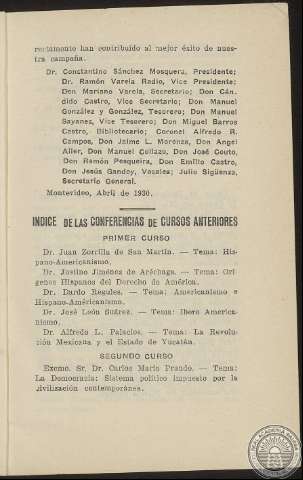 rectamente han contribuído al mejor éxito de nues-
tra campaña.
Dr. Constantino Sánchez Mosquera, Presidente;
Dr. Ramón Varela Radío, Vice Presidente;
Don Mariano Varela, Secretario; Don Cán-
dido Castro, Vice Secretario; Don Manuel
González y González, Tesorero; Don Manuel
Sayanes, Vice Tesorero; Don Miguel Barros
Castro, Bibliotecario; Coronel Alfredo R.
Campos, Don Jaime L. Morenza, Don Angel
Aller, Don Manuel Collazo, Don José Couto,
Don Ramón Pesqueira, Don Emilio Castro,
Don Jesús Gandoy, Vocales; Julio Sigüenza,
Secretario General.
Montevideo, Abril de 1930.
INDICE DE LAS CONFERENCIAS DE CURSOS ANTERIORES
PRIMER CURSO
Dr. Juan Zorrilla de San Martín. — Tema: His-
pano-Americanismo.
Dr. Justino Jiménez de Aréchaga. — Tema: Orí-
genes Hispanos del Derecho de América.
Dr. Dardo Regules. — Tema: Americanismo e
Hispano-Américanismo.
Dr. José León Suárez. — Tema: Ibero America-
nismo.
Dr. Alfredo L. Palacios. — Tema: La Revolu-
ción Mexicana y el Estado de Yucatán.
SEGUNDO CURSO
Excmo. Sr. Dr. Carlos María Prando. — Tema:
La Democracia: Sistema político impuesto por la
civilización contemporánea.